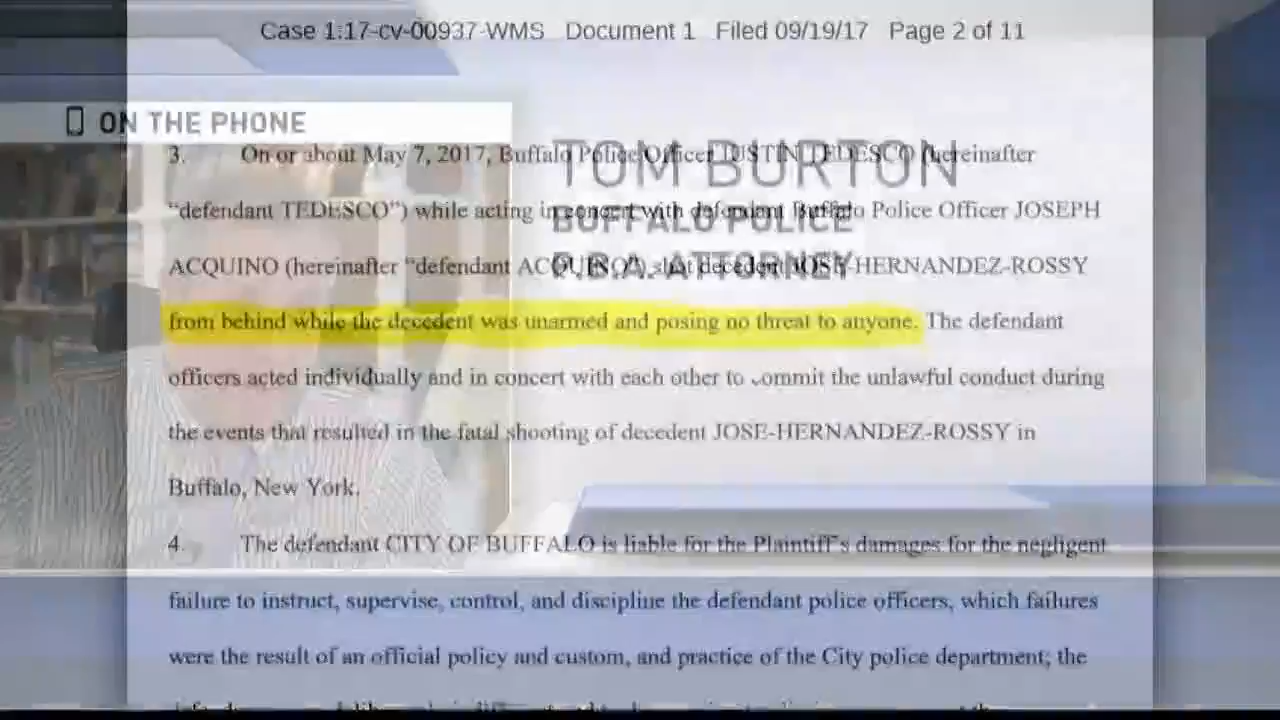 Case 1:17-cv-00937-WMS Document 1 Filed 09/19/17 Page 2 of 11
ON THE PHONE
TOM BURTON
BUFFALO POLICE
P.B.A. ATTORNEY
3. On or about May 7, 2017, Buffalo Police Officer JUSTIN TEDESCO (hereinafter
“defendant TEDESCO”) while acting in concert with defendant Buffalo Police Officer JOSEPH
ACQUINO (hereinafter “defendant ACQUINO”), shot decedent JOSE-HERNANDEZ-ROSSY
from behind while the decedent was unarmed and posing no threat to anyone. The defendant
officers acted individually and in concert with each other to commit the unlawful conduct during
the events that resulted in the fatal shooting of decedent JOSE-HERNANDEZ-ROSSY in
Buffalo, New York.
4. The defendant CITY OF BUFFALO is liable for the Plaintiff's damages for the negligent
failure to instruct, supervise, control, and discipline the defendant police officers, which failures
were the result of an official policy and custom, and practice of the City police department; the